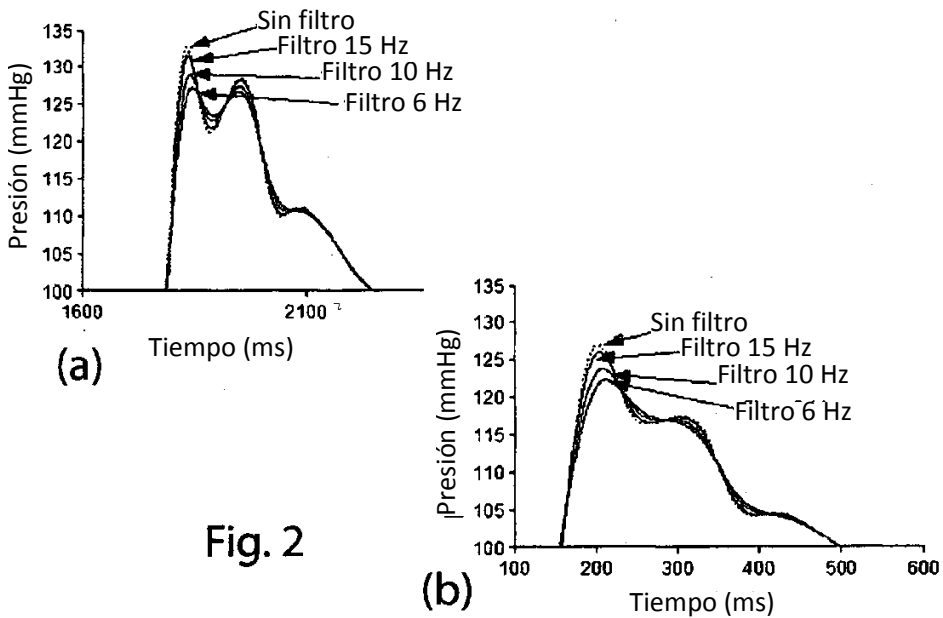 Presión (mmHg)
135
130
125
120
115
110
105
100
1600
2100
Tiempo (ms)
Sin filtro
Filtro 15 Hz
Filtro 10 Hz
Filtro 6 Hz
(a)
Presión (mmHg)
135
130
125
120
115
110
105
100
100
200
300
400
500
600
Tiempo (ms)
Sin filtro
Filtro 15 Hz
Filtro 10 Hz
Filtro 6 Hz
(b)
Fig. 2